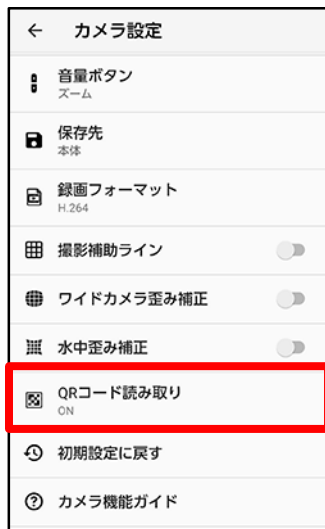 カメラ設定
音量ボタン
ズーム
保存先
本体
録画フォーマット
H.264
撮影補助ライン
ワイドカメラ歪み補正
水中歪み補正
QRコード読み取り
ON
初期設定に戻す
カメラ機能ガイド